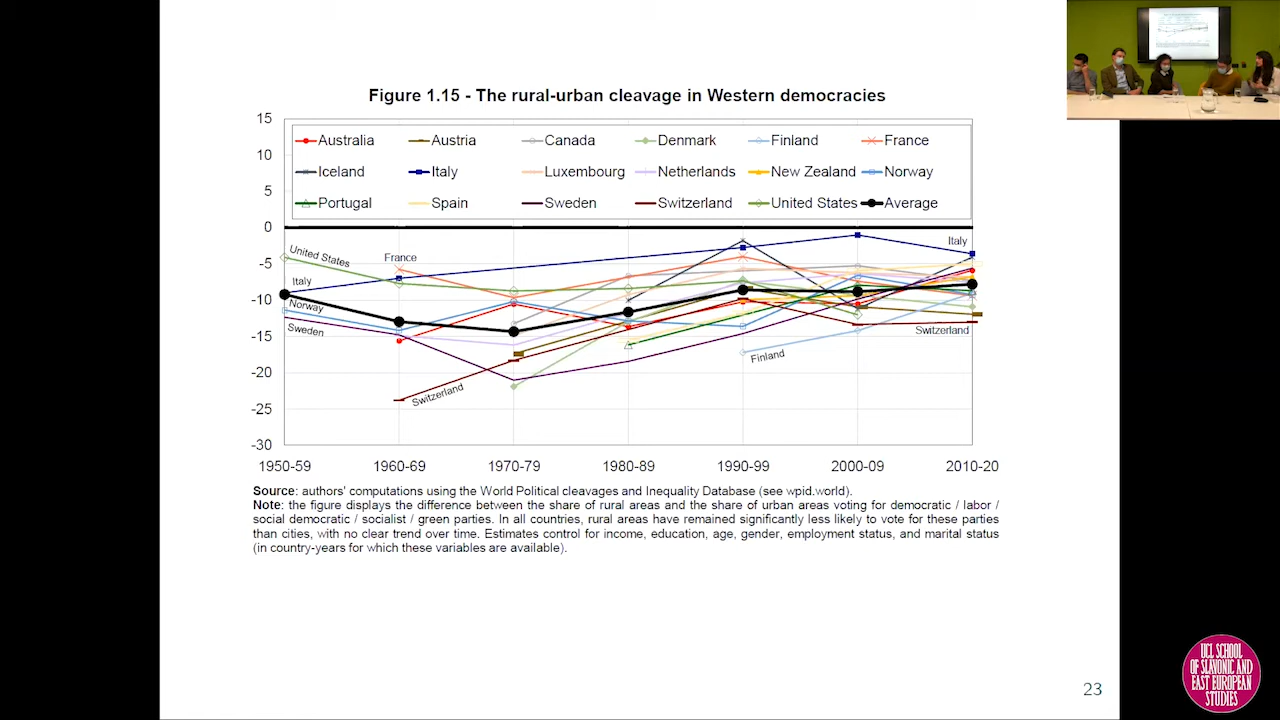 Figure 1.15 - The rural-urban cleavage in Western democracies
15
10
5
0
-5
-10
-15
-20
-25
-30
Australia Austria Canada Denmark Finland France
Iceland Italy Luxembourg Netherlands New Zealand Norway
Portugal Spain Sweden Switzerland United States Average
United States
France
Italy
Italy
Norway
Sweden
Switzerland
Finland
Switzerland
1950-59 1960-69 1970-79 1980-89 1990-99 2000-09 2010-20
Source: authors' computations using the World Political cleavages and Inequality Database (see wpid.world).
Note: the figure displays the difference between the share of rural areas and the share of urban areas voting for democratic / labor /
social democratic / socialist / green parties. In all countries, rural areas have remained significantly less likely to vote for these parties
than cities, with no clear trend over time. Estimates control for income, education, age, gender, employment status, and marital status
(in country-years for which these variables are available).
23
UCL SCHOOL
OF SLAVONIC AND
EAST EUROPEAN
STUDIES